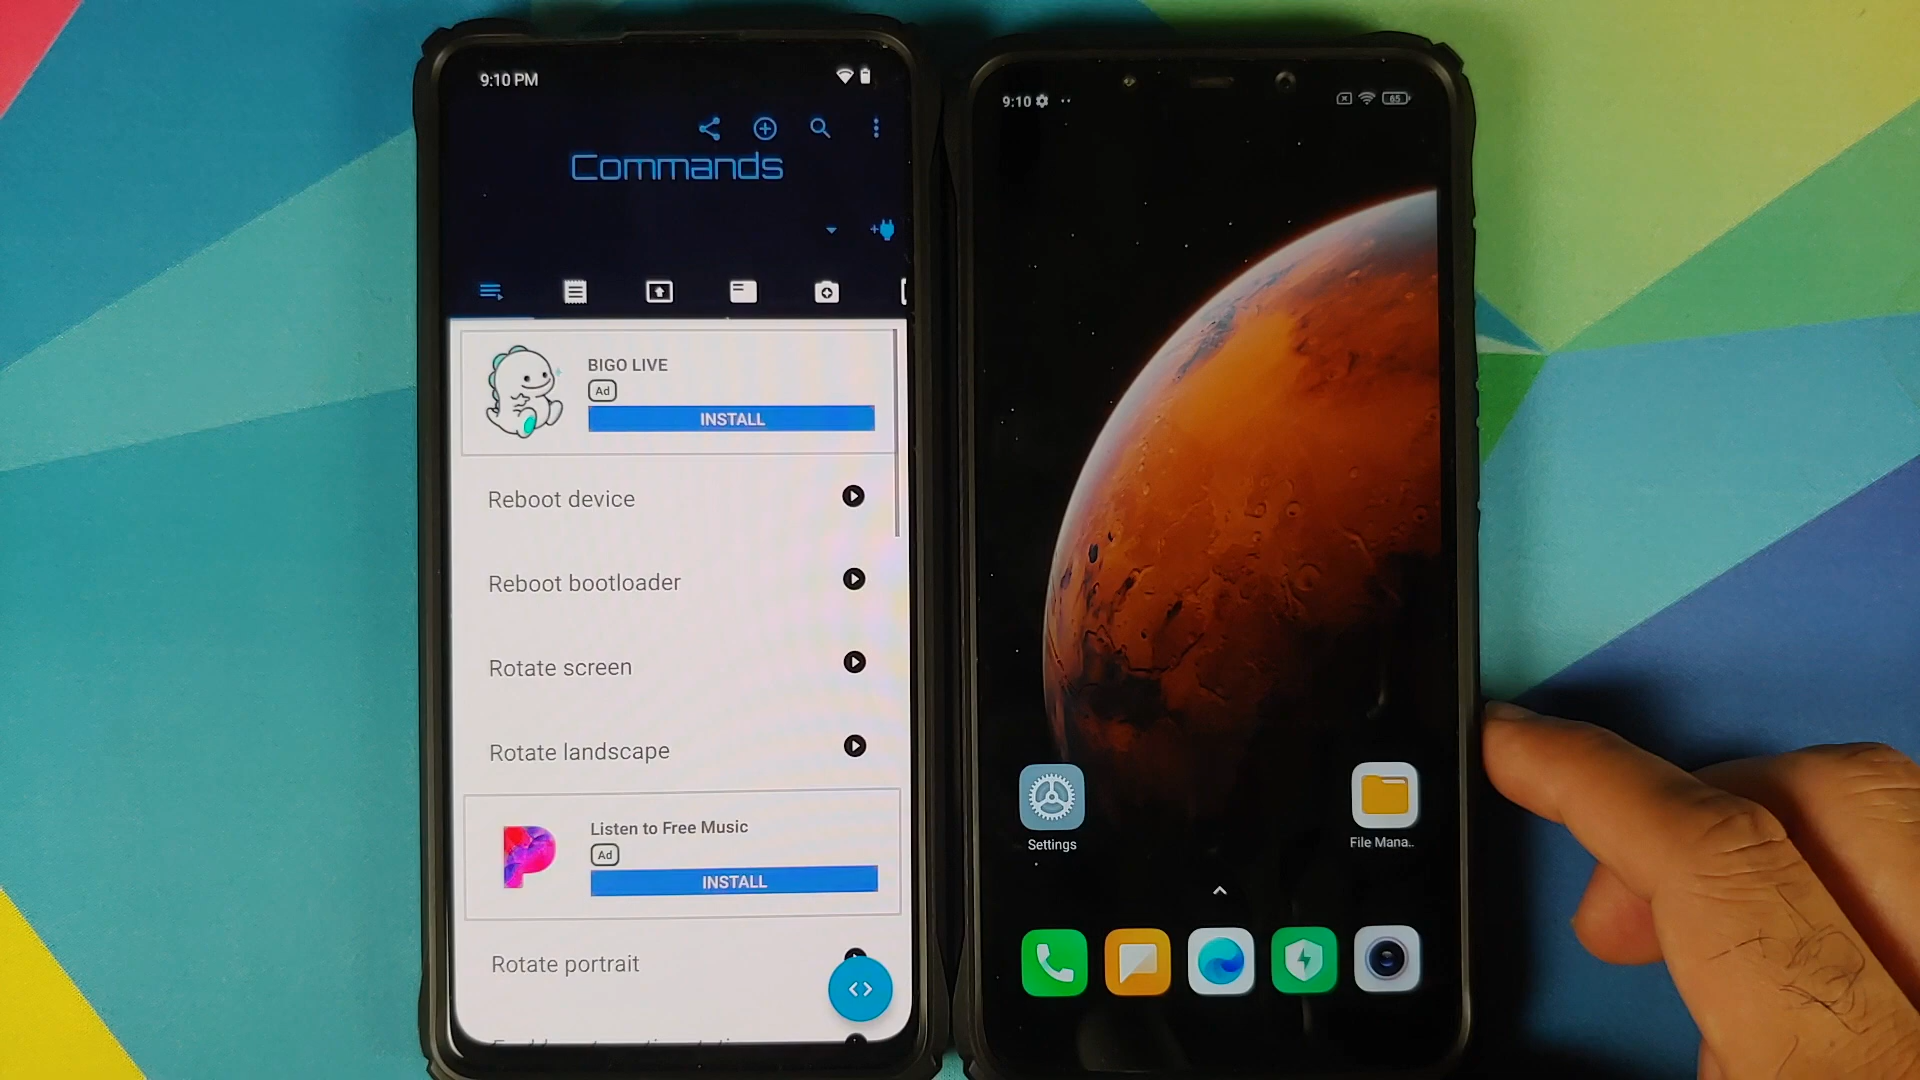 9:10 PM
Commands
BIGO LIVE
Ad
INSTALL
Reboot device
Reboot bootloader
Rotate screen
Rotate landscape
Listen to Free Music
Ad
INSTALL
Rotate portrait
9:10
65
Settings
File Mana..